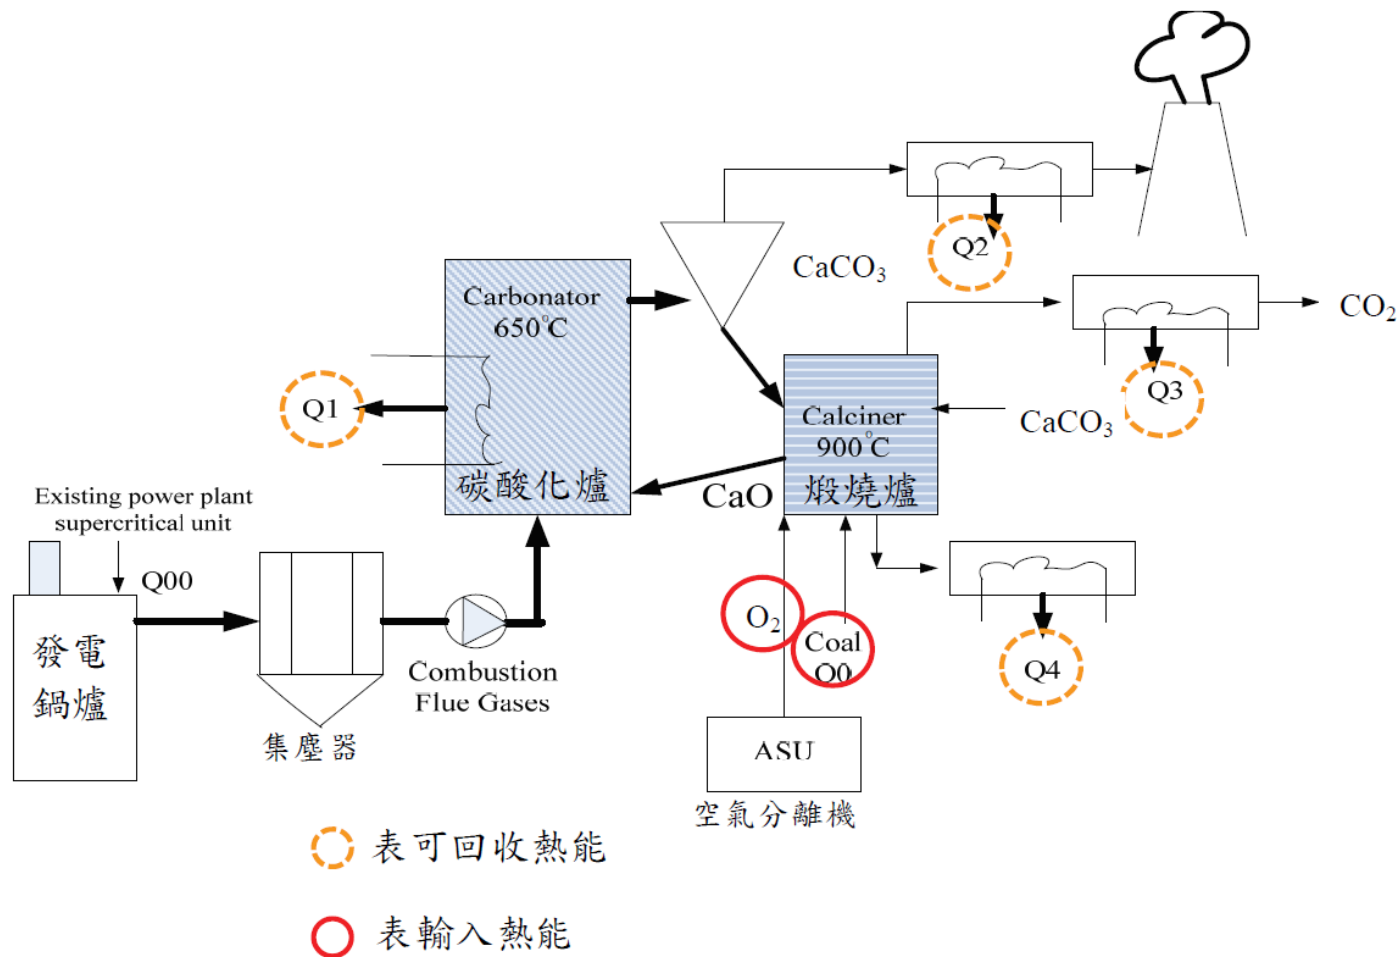 Q2
CaCO₃
Carbonator
650°C
CO₂
Q3
Q1
Calciner
900°C
CaCO₃
碳酸化爐
煅燒爐
CaO
Existing power plant
supercritical unit
Q00
O₂
Coal
Q0
Q4
發電
鍋爐
Combustion
Flue Gases
集塵器
ASU
空氣分離機
表可回收熱能
表輸入熱能